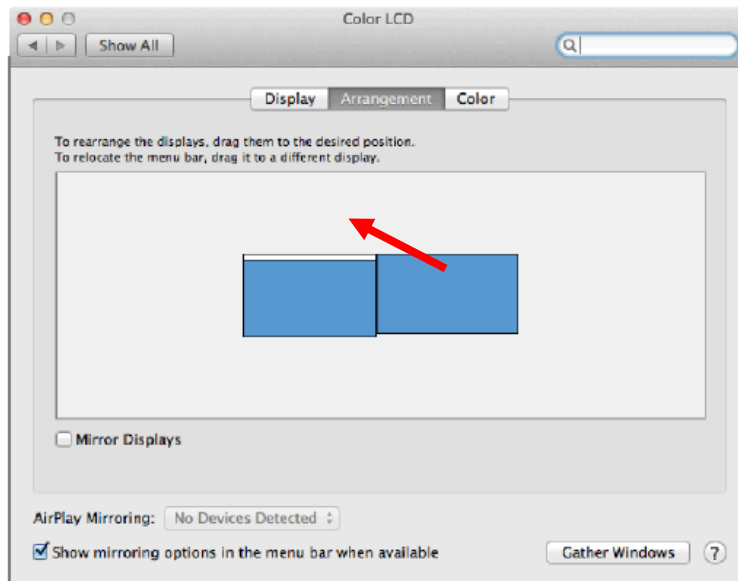 Color LCD
Show All
Display Arrangement Color
To rearrange the displays, drag them to the desired position.
To relocate the menu bar, drag it to a different display.
Mirror Displays
AirPlay Mirroring: No Devices Detected
Show mirroring options in the menu bar when available
Gather Windows ?